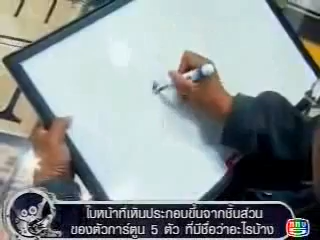 ใบหน้าที่เห็นประกอบขึ้นจากชิ้นส่วน
ของตัวการ์ตูน 5 ตัว ที่มีชื่อว่าอะไรบ้าง